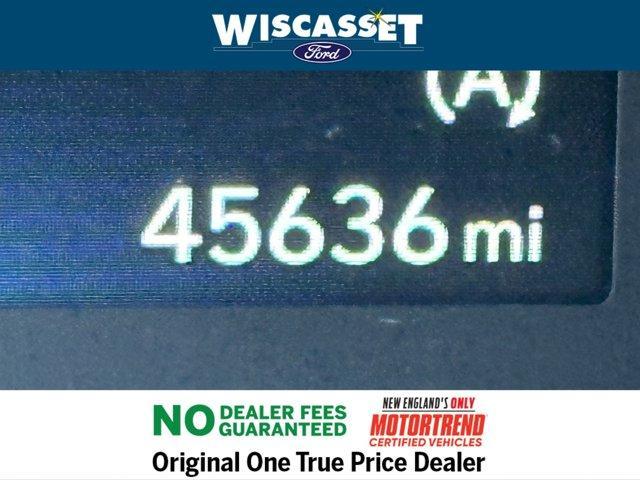 WISCASSET
Ford
(A)
45636 mi
NO DEALER FEES
GUARANTEED
NEW ENGLAND'S ONLY
MOTORTREND
CERTIFIED VEHICLES
Original One True Price Dealer